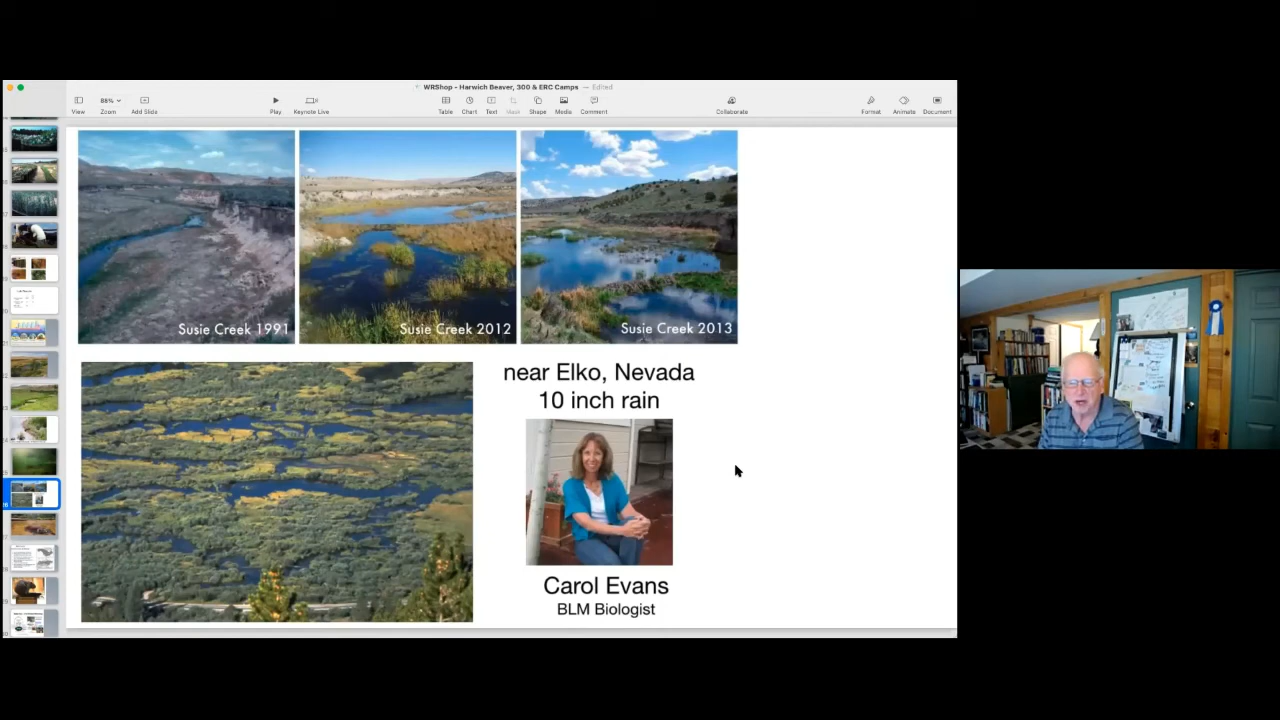 WRShop - Harwich Beaver, 300 & ERC Camps — Edited
View
88%
Zoom
Add Slide
Play
Keynote Live
Table
Chart
Text
Mask
Shape
Media
Comment
Collaborate
Format
Animate
Document
Susie Creek 1991
Susie Creek 2012
Susie Creek 2013
near Elko, Nevada
10 inch rain
Carol Evans
BLM Biologist